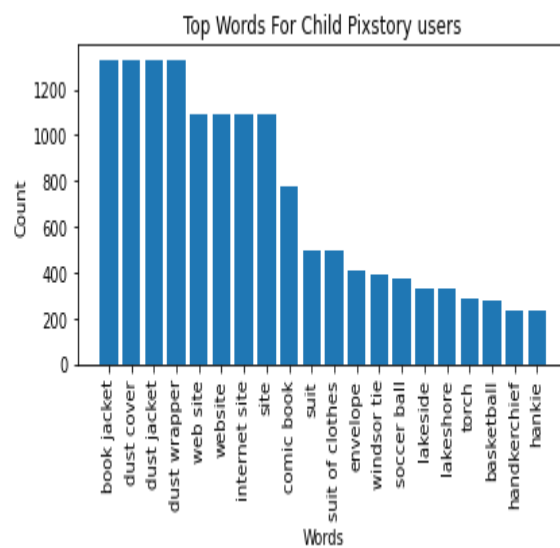 Top Words For Child Pixstory users
Count
1200
1000
800
600
400
200
0
book jacket
dust cover
dust jacket
dust wrapper
web site
website
internet site
site
comic book
suit
suit of clothes
envelope
windsor tie
soccer ball
lakeside
lakeshore
torch
basketball
handkerchief
hankie
Words